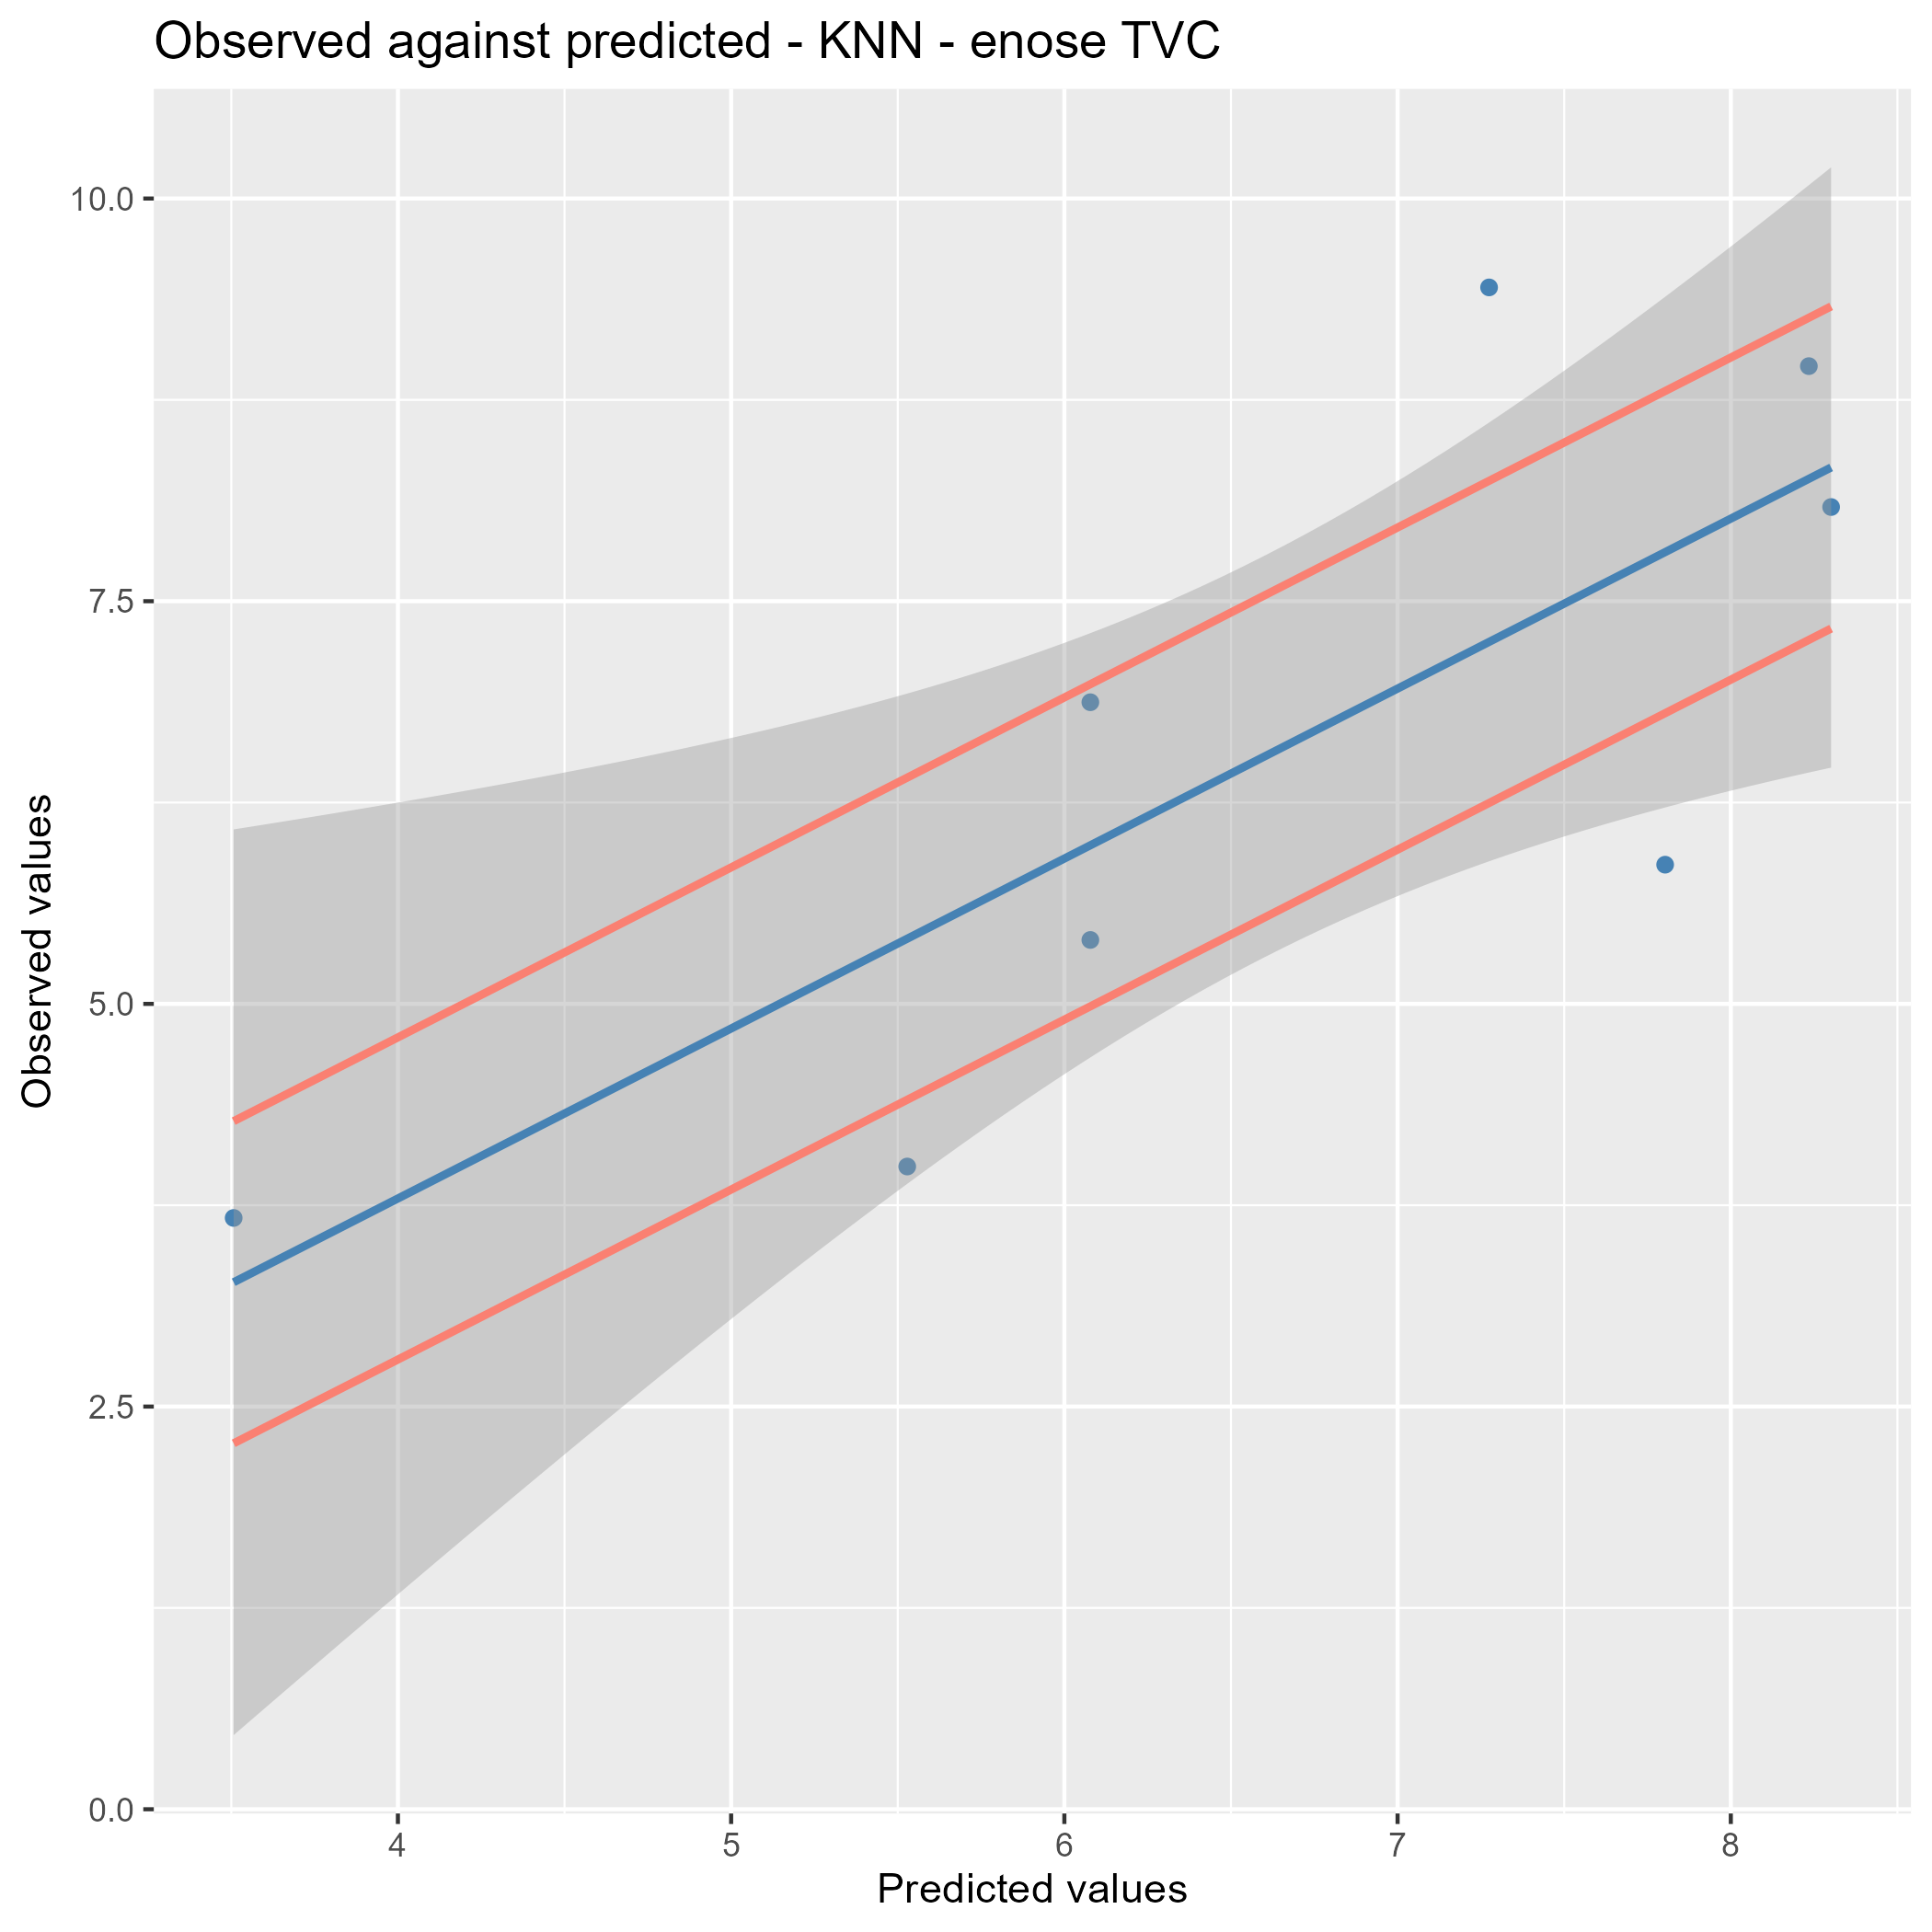 Observed against predicted - KNN - enose TVC
Observed values
10.0
7.5
5.0
2.5
0.0
4 5 6 7 8
Predicted values